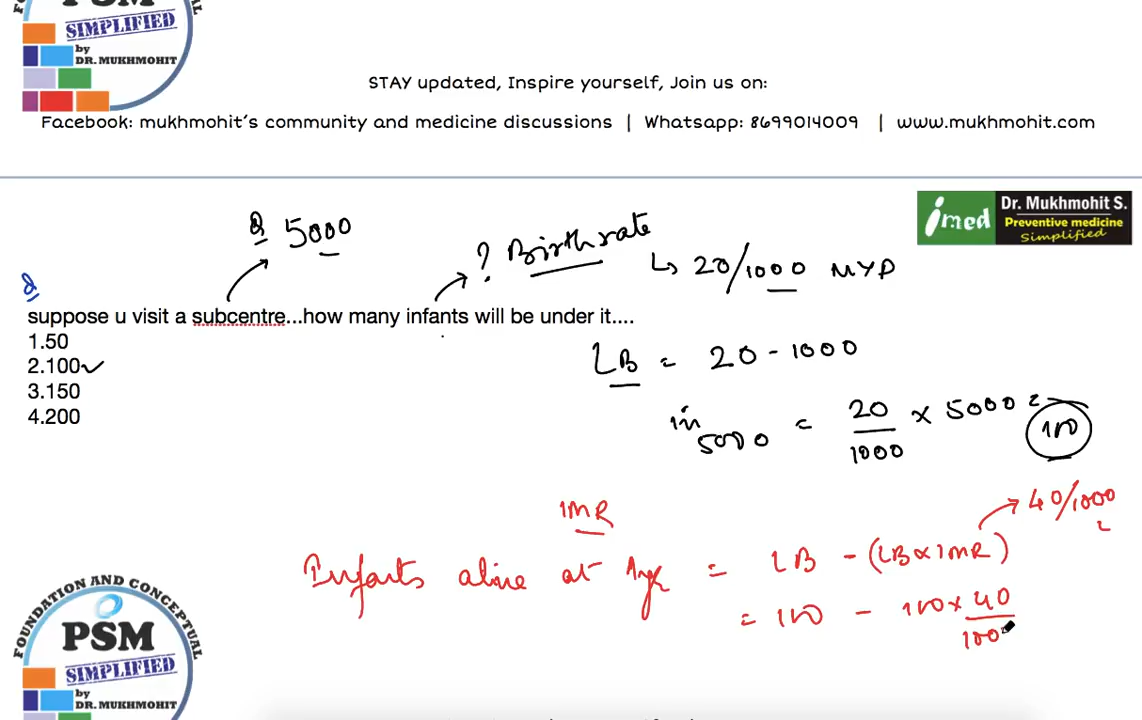 SIMPLIFIED
by
DR. MUKHMOHIT
STAY updated, Inspire yourself, Join us on:
Facebook: mukhmohit's community and medicine discussions | Whatsapp: 8699014009 | www.mukhmohit.com
imed Dr. Mukhmohit S.
Preventive medicine
Simplified
Q 5000
? Birth rate
↳ 20/1000 MYP
Q
suppose u visit a subcentre...how many infants will be under it....
1.50
2.100✓
3.150
4.200
LB = 20 - 1000
in 5000 = 20/1000 × 5000 = 100
IMR
→ 40/1000
Infants alive at 1yr = LB - (LB × IMR)
= 100 - 100 × 40/100
FOUNDATION AND CONCEPTUAL
PSM
SIMPLIFIED
by
DR. MUKHMOHIT